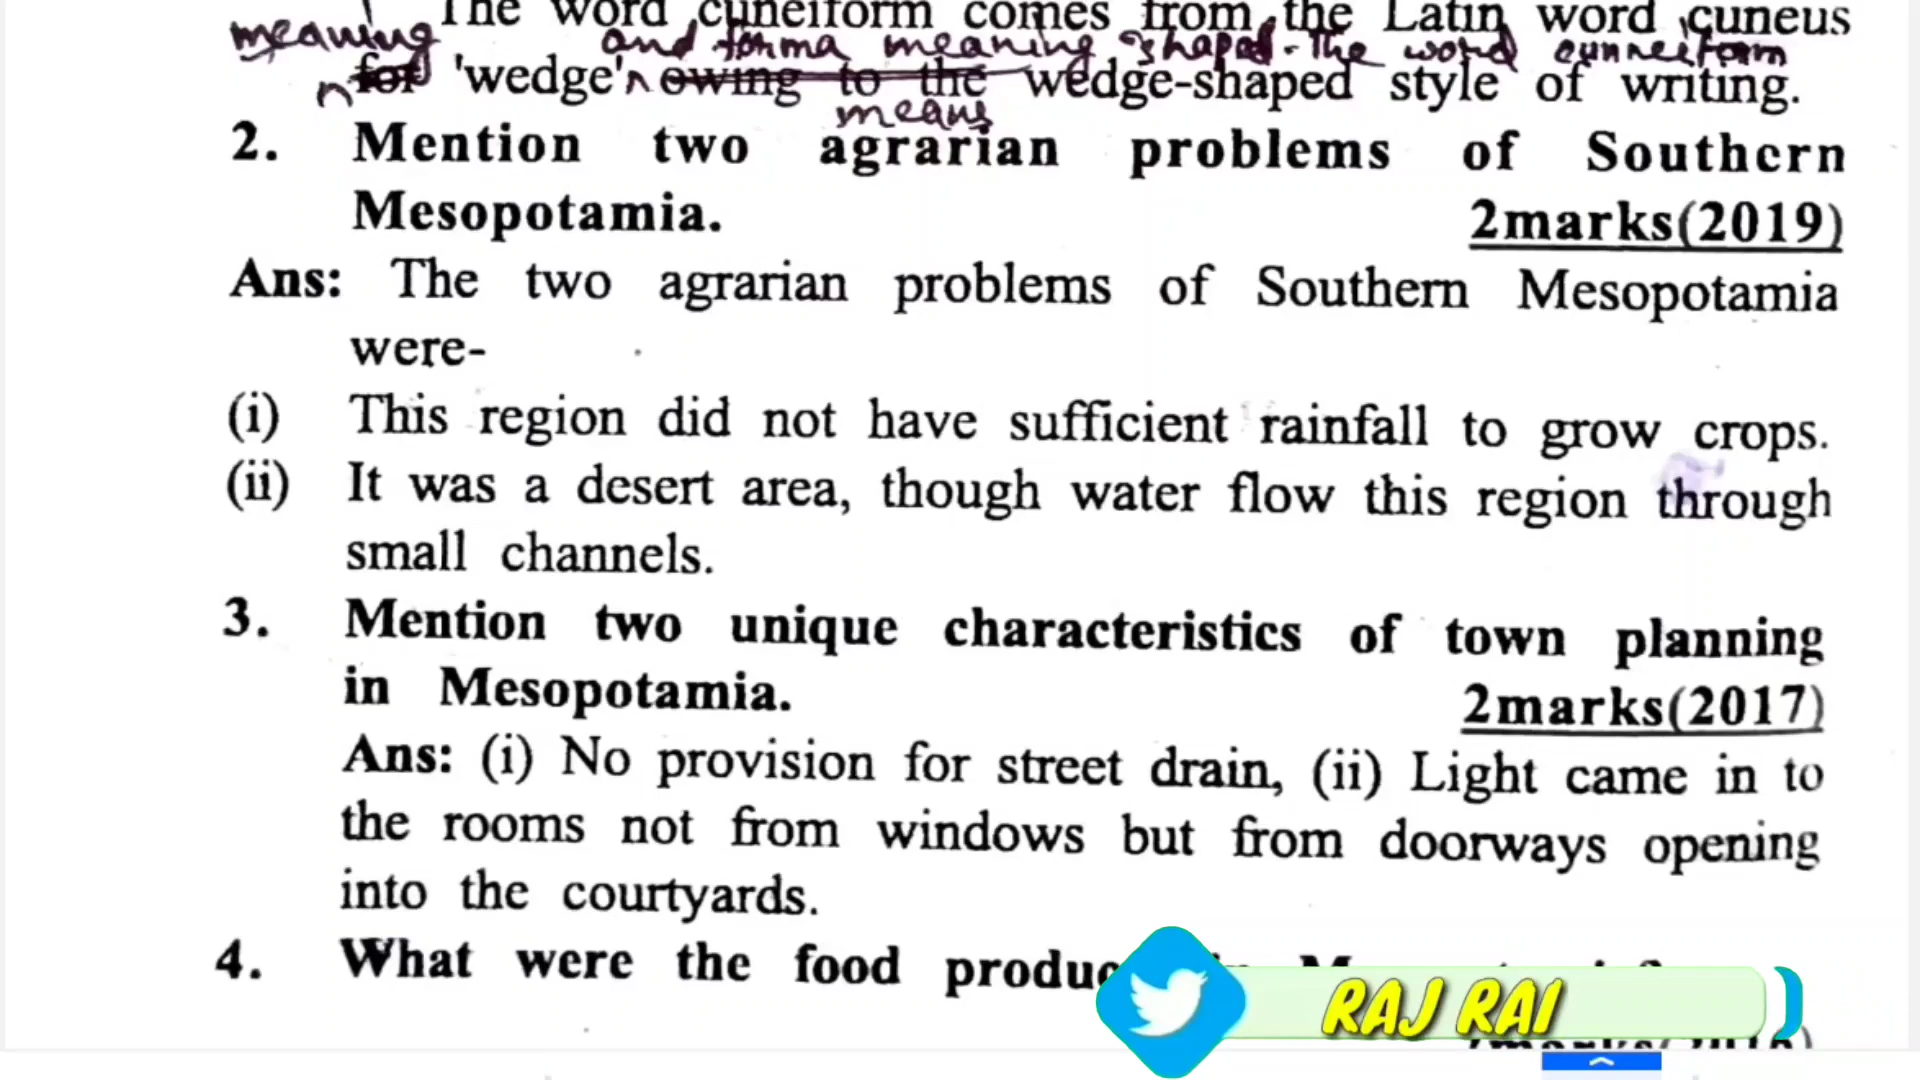 The word cuneiform comes from the Latin word cuneus
meaning and forma meaning shaped. The word cunneiform
for 'wedge' owing to the wedge-shaped style of writing.
means
2. Mention two agrarian problems of Southern
Mesopotamia. 2marks(2019)
Ans: The two agrarian problems of Southern Mesopotamia
were-
(i) This region did not have sufficient rainfall to grow crops.
(ii) It was a desert area, though water flow this region through
small channels.
3. Mention two unique characteristics of town planning
in Mesopotamia. 2marks(2017)
Ans: (i) No provision for street drain, (ii) Light came in to
the rooms not from windows but from doorways opening
into the courtyards.
4. What were the food
RAJ RAI